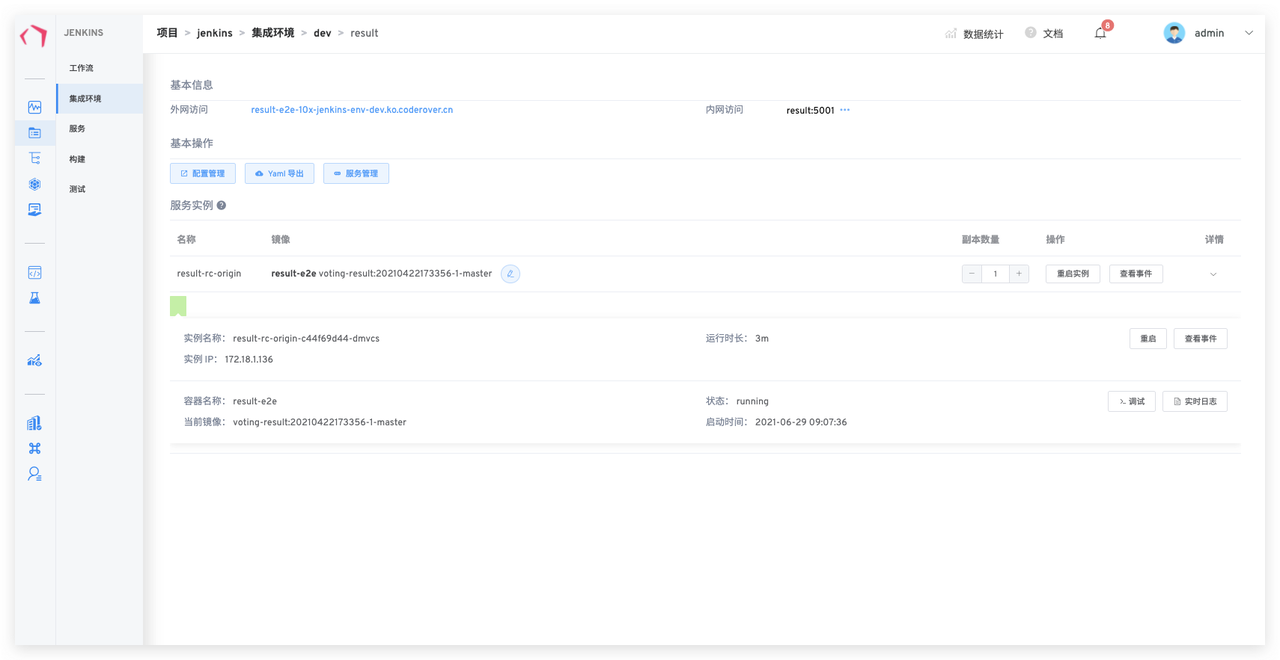 JENKINS
项目 > jenkins > 集成环境 > dev > result
数据统计
文档
8
admin
工作流
集成环境
服务
构建
测试
基本信息
外网访问 result-e2e-10x-jenkins-env-dev.ko.coderover.cn 内网访问 result:5001 ···
基本操作
配置管理 Yaml 导出 服务管理
服务实例 ?
名称 镜像 副本数量 操作 详情
result-rc-origin result-e2e voting-result:20210422173356-1-master − 1 + 重启实例 查看事件
实例名称： result-rc-origin-c44f69d44-dmvcs 运行时长： 3m 重启 查看事件
实例 IP： 172.18.1.136
容器名称： result-e2e 状态： running >_ 调试 实时日志
当前镜像： voting-result:20210422173356-1-master 启动时间： 2021-06-29 09:07:36